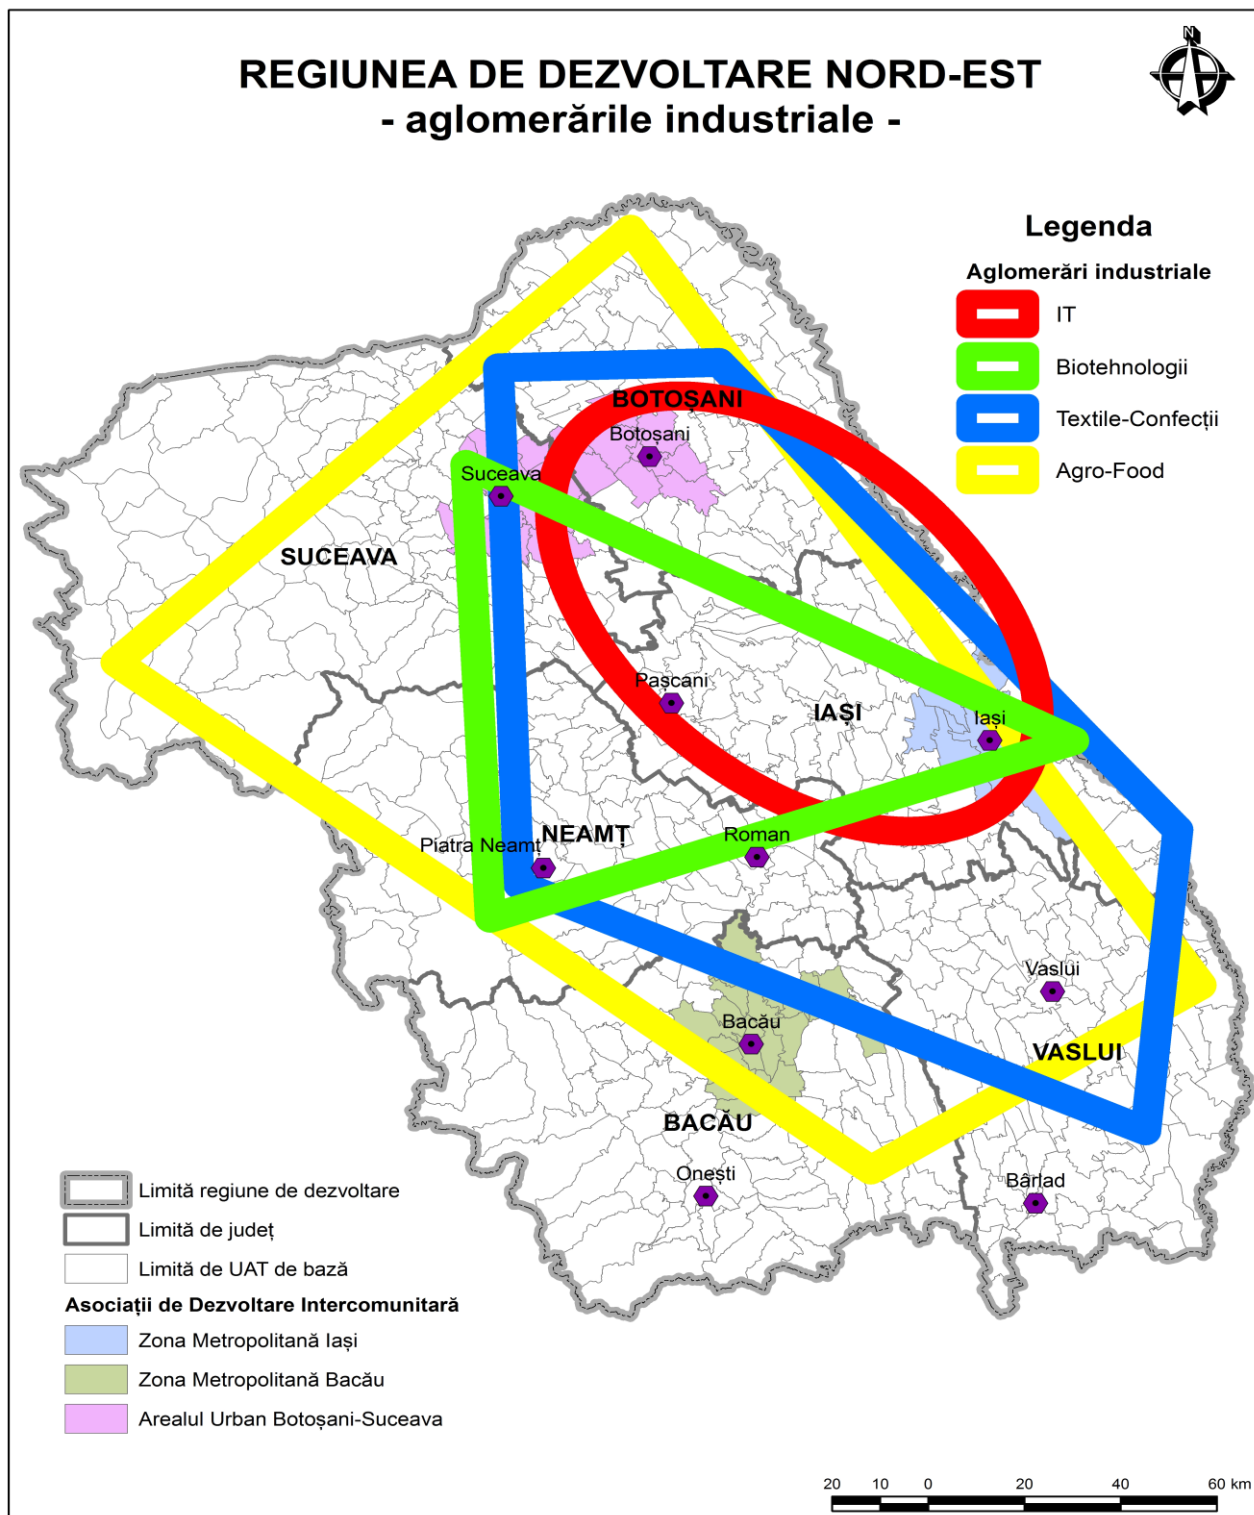 N
REGIUNEA DE DEZVOLTARE NORD-EST
- aglomerările industriale -
Legenda
Aglomerări industriale
IT
Biotehnologii
Textile-Confecții
Agro-Food
BOTOȘANI
Botoșani
Suceava
SUCEAVA
Pașcani
IAȘI
Iași
NEAMȚ
Piatra Neamț
Roman
Vaslui
Bacău
VASLUI
BACĂU
Onești
Bârlad
Limită regiune de dezvoltare
Limită de județ
Limită de UAT de bază
Asociații de Dezvoltare Intercomunitară
Zona Metropolitană Iași
Zona Metropolitană Bacău
Arealul Urban Botoșani-Suceava
20 10 0 20 40 60 km